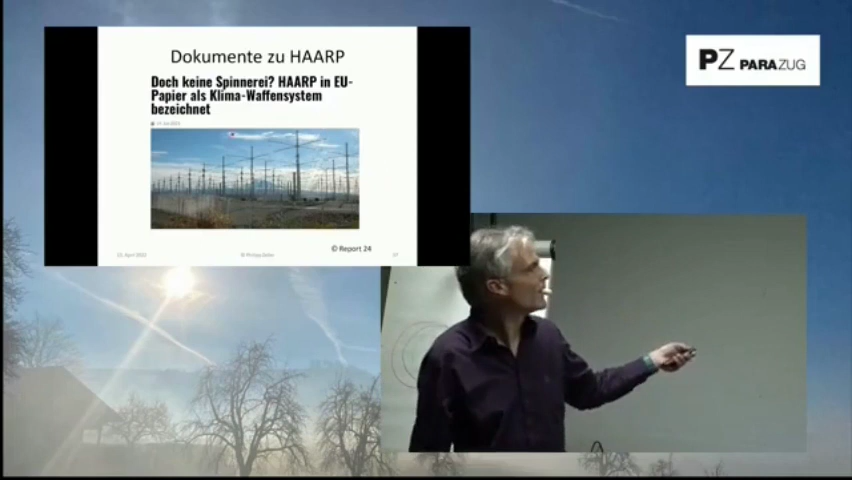 Dokumente zu HAARP
Doch keine Spinnerei? HAARP in EU-
Papier als Klima-Waffensystem
bezeichnet
© Report 24
PZ PARAZUG